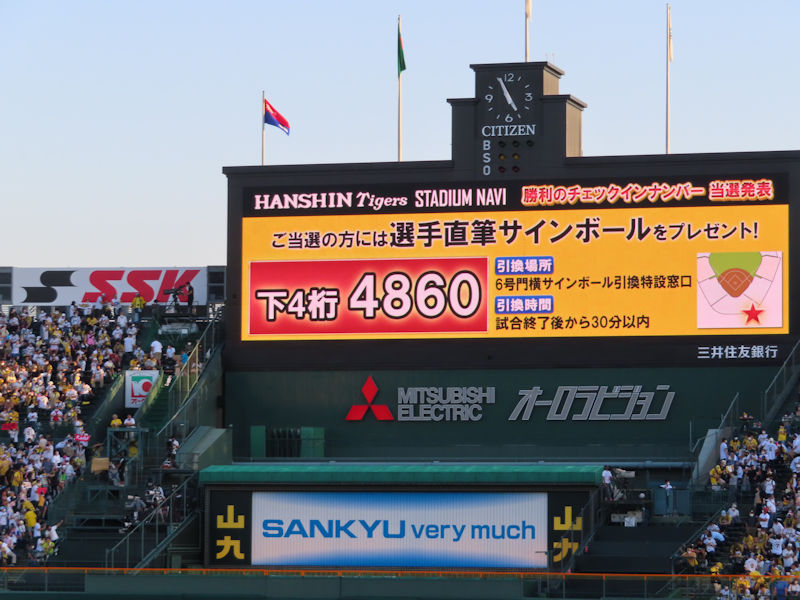 12
9
3
6
CITIZEN
B
S
O
HANSHIN Tigers STADIUM NAVI 勝利のチェックインナンバー 当選発表
ご当選の方には選手直筆サインボールをプレゼント!
下4桁 4860
引換場所
6号門横サインボール引換特設窓口
引換時間
試合終了後から30分以内
三井住友銀行
SSK
MITSUBISHI
ELECTRIC
オーロラビジョン
山九
SANKYU very much
山九